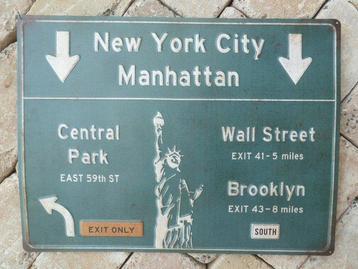 New York City
Manhattan
Central
Park
EAST 59th ST
EXIT ONLY
Wall Street
EXIT 41-5 miles
Brooklyn
EXIT 43-8 miles
SOUTH